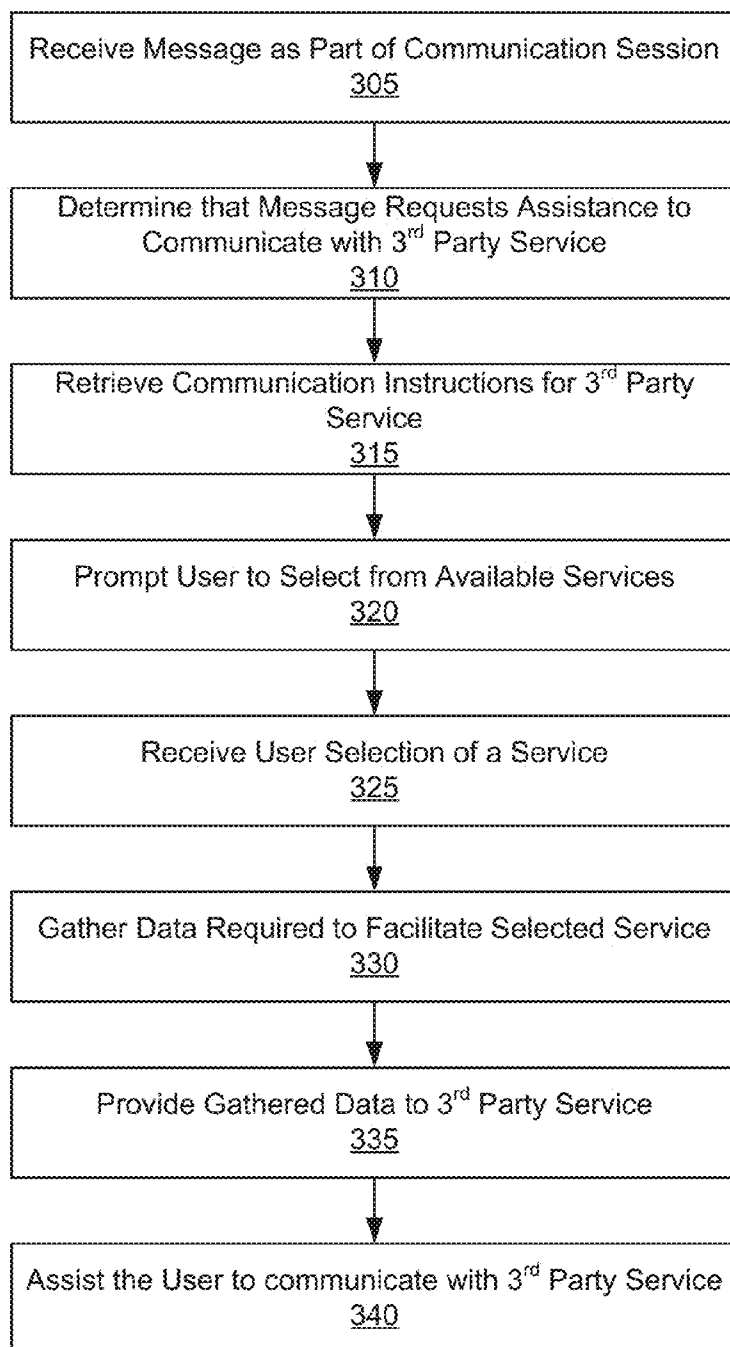 Receive Message as Part of Communication Session
305
Determine that Message Requests Assistance to
Communicate with 3rd Party Service
310
Retrieve Communication Instructions for 3rd Party
Service
315
Prompt User to Select from Available Services
320
Receive User Selection of a Service
325
Gather Data Required to Facilitate Selected Service
330
Provide Gathered Data to 3rd Party Service
335
Assist the User to communicate with 3rd Party Service
340